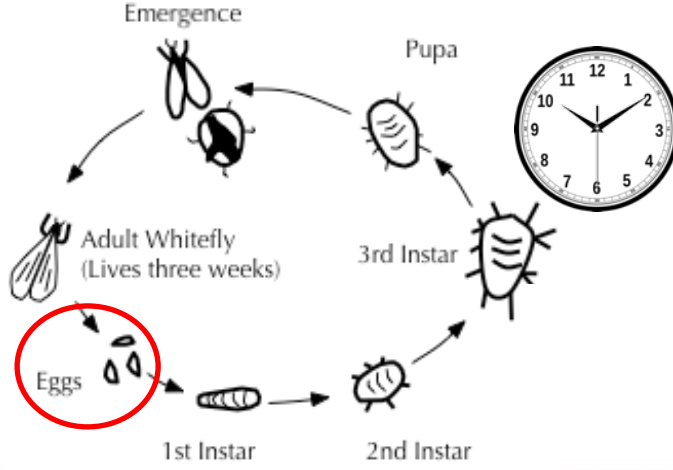 Emergence
Pupa
12
11
1
10
2
9
3
8
4
7
5
6
Adult Whitefly
(Lives three weeks)
3rd Instar
Eggs
1st Instar
2nd Instar